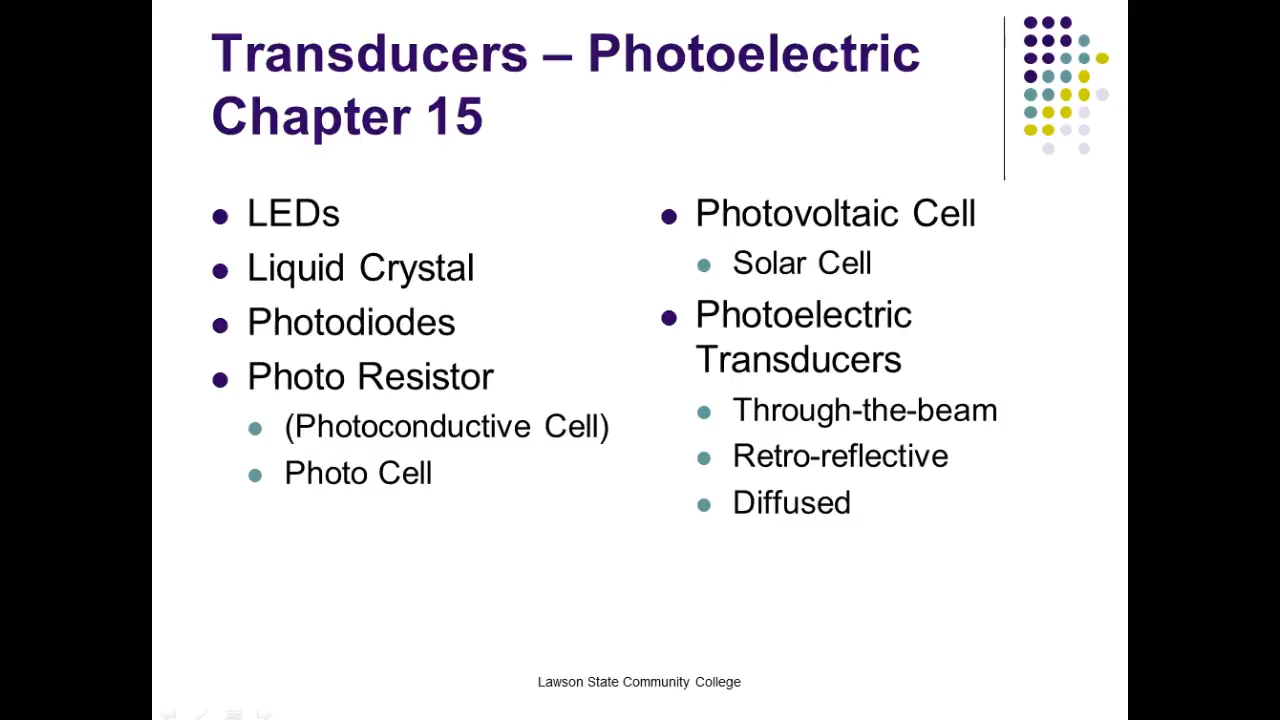 Transducers – Photoelectric
Chapter 15
LEDs
Liquid Crystal
Photodiodes
Photo Resistor
(Photoconductive Cell)
Photo Cell
Photovoltaic Cell
Solar Cell
Photoelectric
Transducers
Through-the-beam
Retro-reflective
Diffused
Lawson State Community College